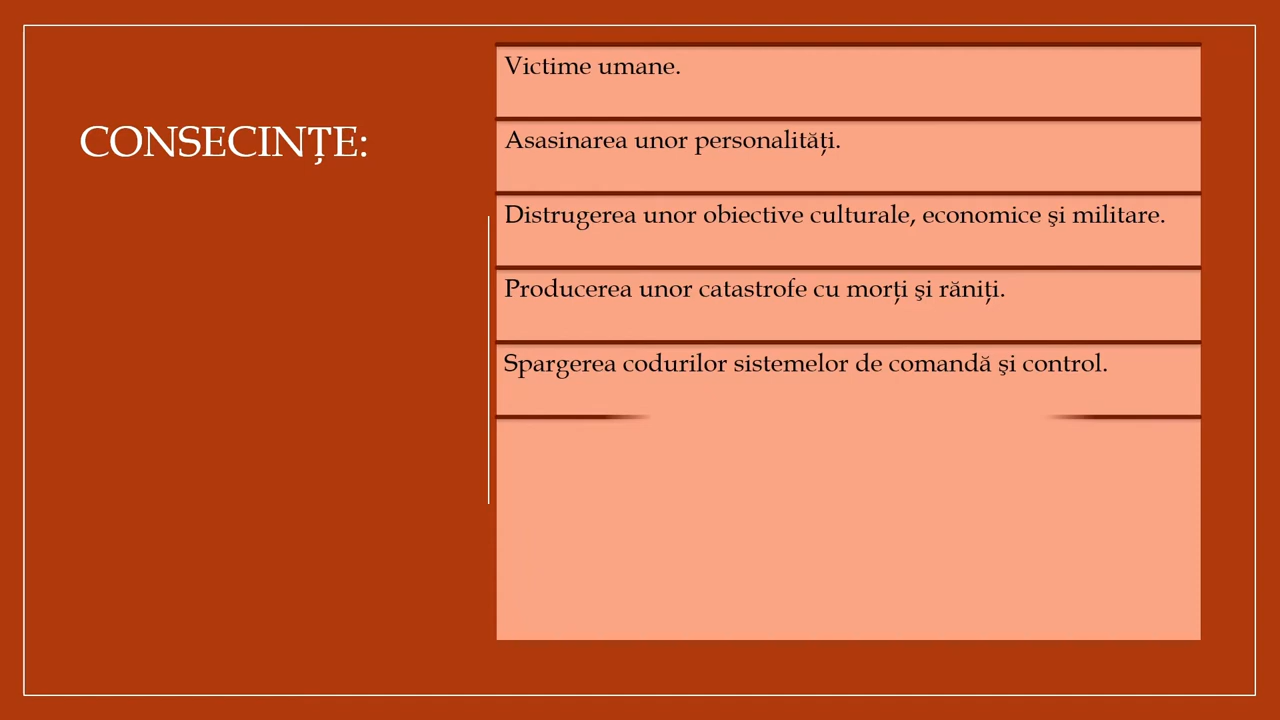 CONSECINȚE:
Victime umane.
Asasinarea unor personalități.
Distrugerea unor obiective culturale, economice şi militare.
Producerea unor catastrofe cu morți şi răniți.
Spargerea codurilor sistemelor de comandă şi control.